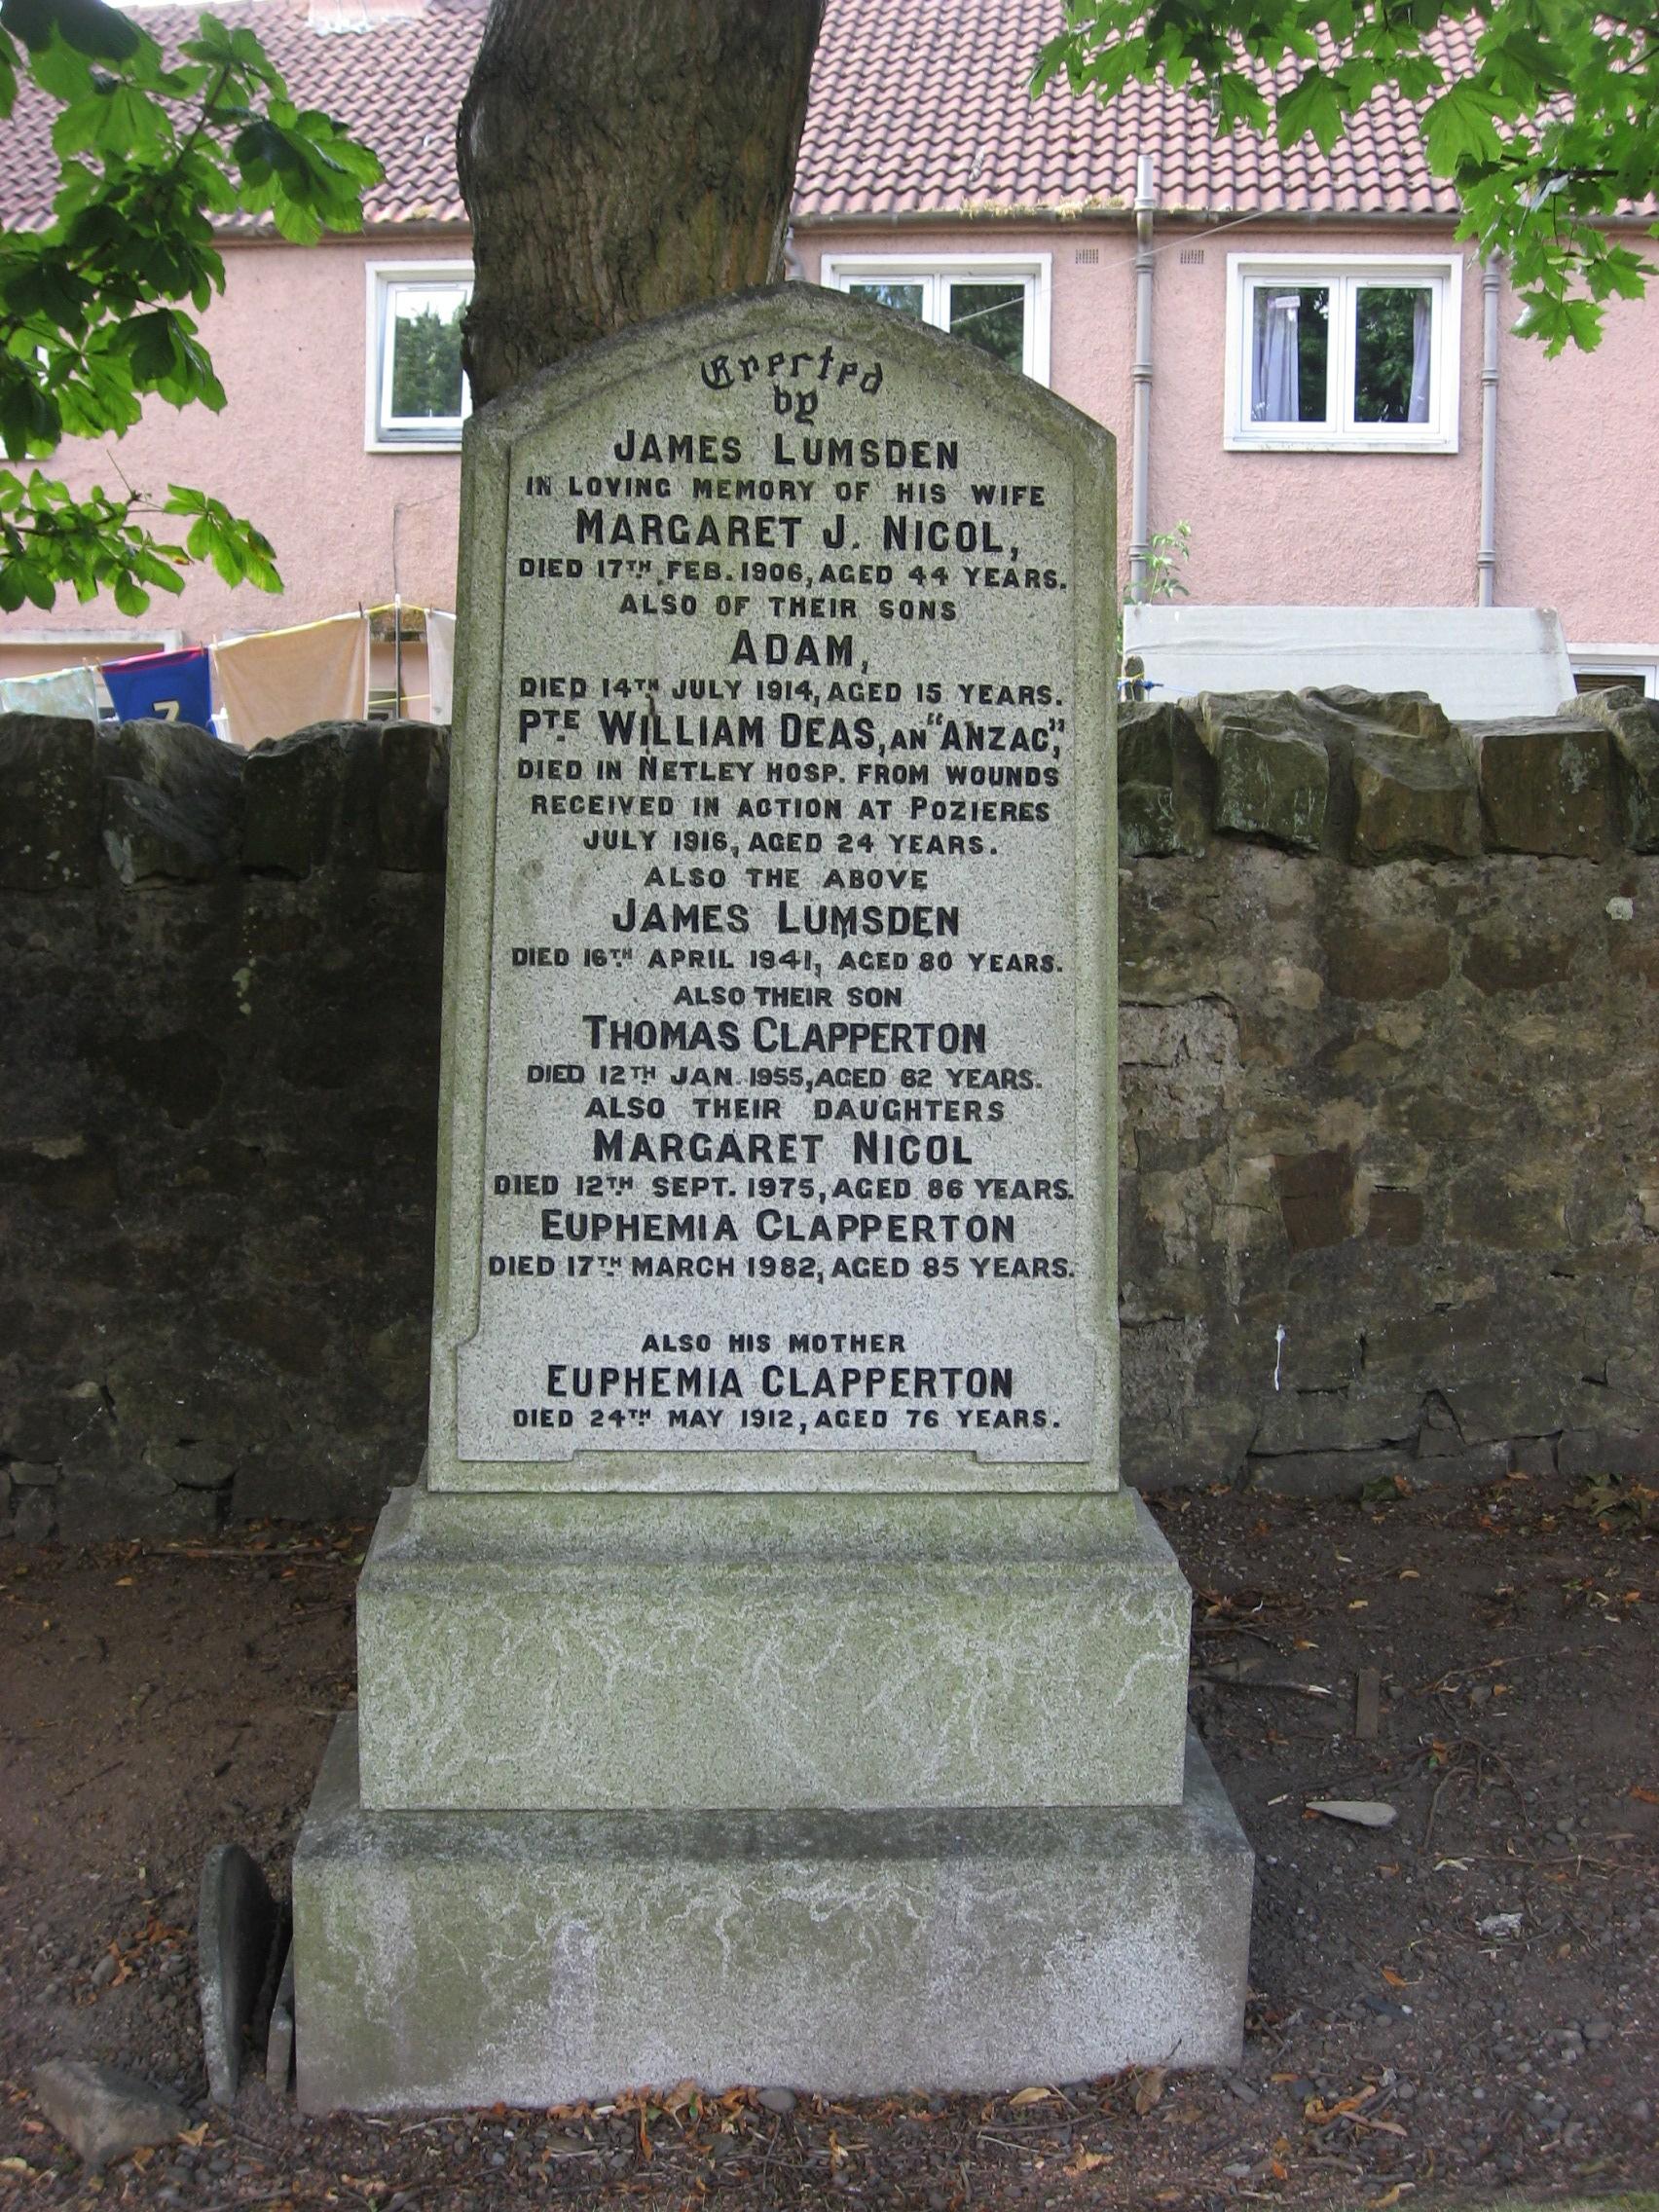 Erected
by
JAMES LUMSDEN
IN LOVING MEMORY OF HIS WIFE
MARGARET J. NICOL,
DIED 17TH FEB. 1906, AGED 44 YEARS.
ALSO OF THEIR SONS
ADAM,
DIED 14TH JULY 1914, AGED 15 YEARS.
PTE WILLIAM DEAS, AN "ANZAC",
DIED IN NETLEY HOSP. FROM WOUNDS
RECEIVED IN ACTION AT POZIERES
JULY 1916, AGED 24 YEARS.
ALSO THE ABOVE
JAMES LUMSDEN
DIED 16TH APRIL 1941, AGED 80 YEARS.
ALSO THEIR SON
THOMAS CLAPPERTON
DIED 12TH JAN. 1955, AGED 62 YEARS.
ALSO THEIR DAUGHTERS
MARGARET NICOL
DIED 12TH SEPT. 1975, AGED 86 YEARS.
EUPHEMIA CLAPPERTON
DIED 17TH MARCH 1982, AGED 85 YEARS.
ALSO HIS MOTHER
EUPHEMIA CLAPPERTON
DIED 24TH MAY 1912, AGED 76 YEARS.
7